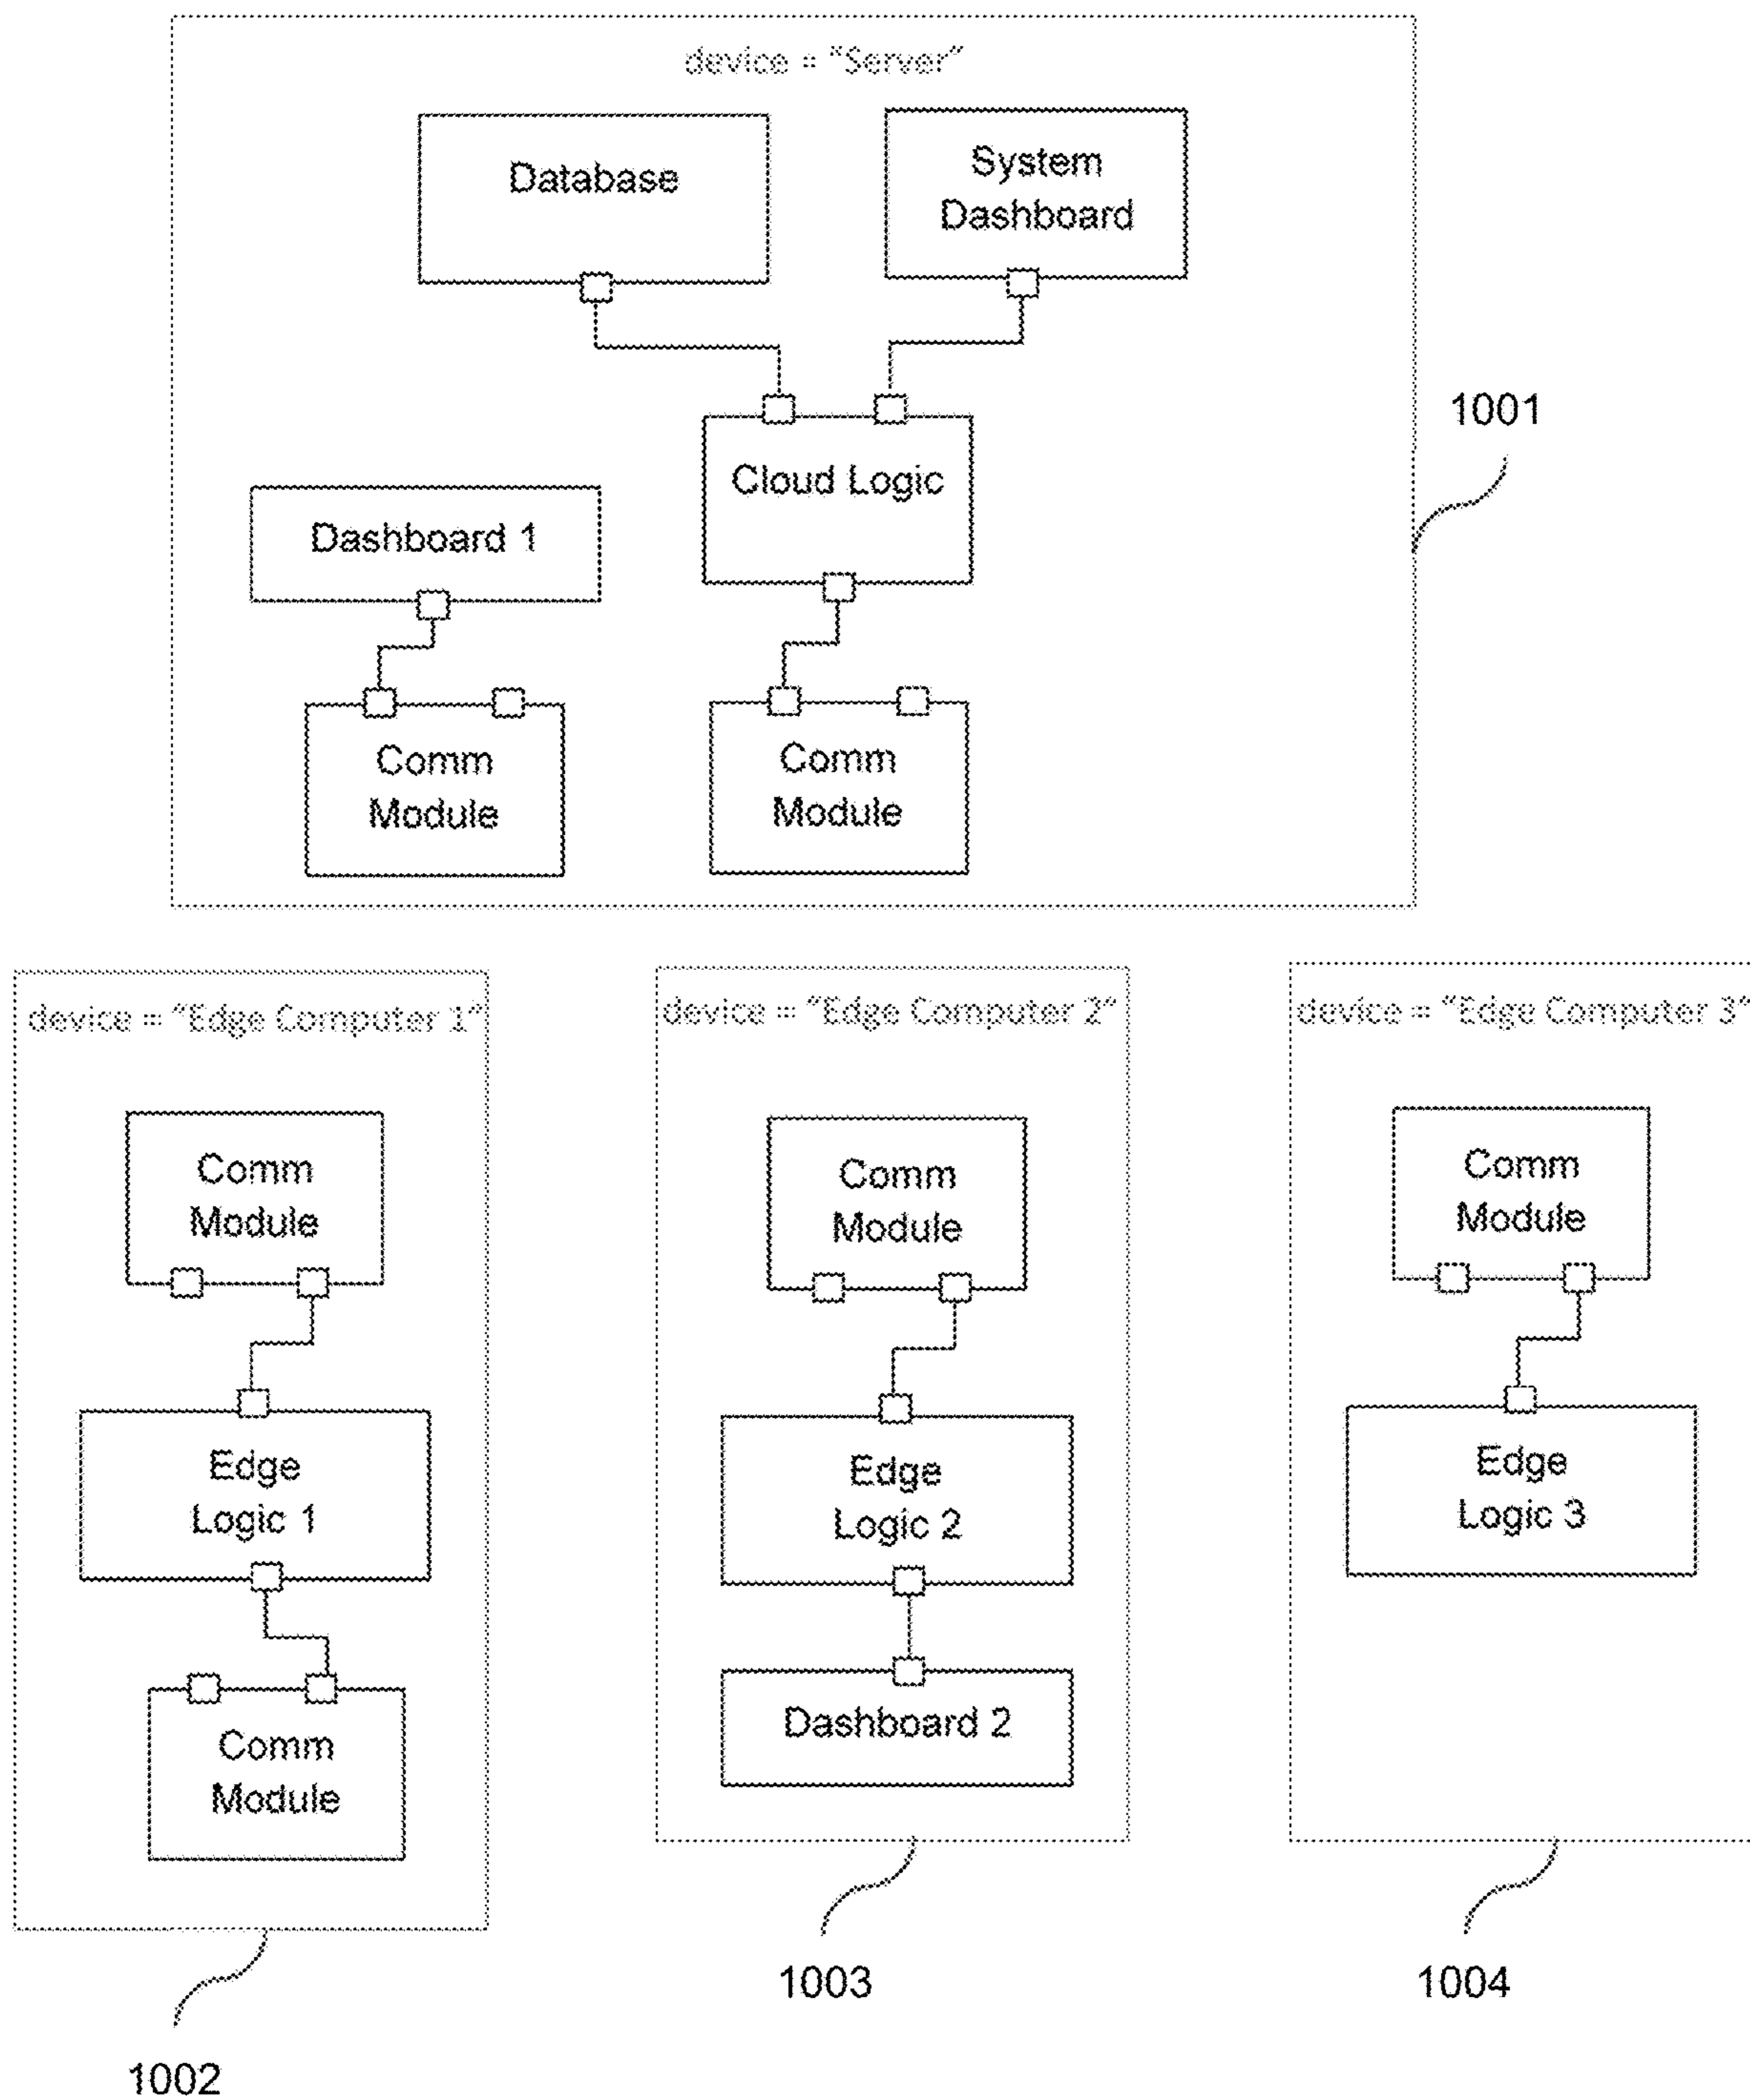 device = “Server”
Database
System
Dashboard
Cloud Logic
1001
Dashboard 1
Comm
Module
Comm
Module
device = “Edge Computer 1”
Comm
Module
Edge
Logic 1
Comm
Module
1002
device = “Edge Computer 2”
Comm
Module
Edge
Logic 2
Dashboard 2
1003
device = “Edge Computer 3”
Comm
Module
Edge
Logic 3
1004